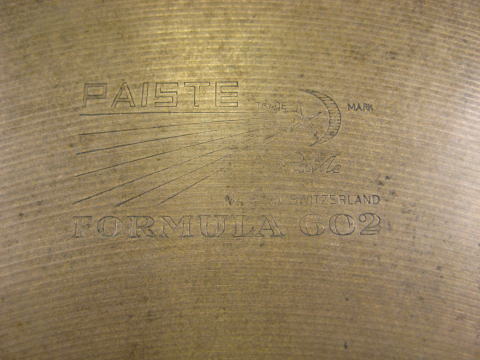 PAISTE
TRADE MARK
SWITZERLAND
FORMULA 602